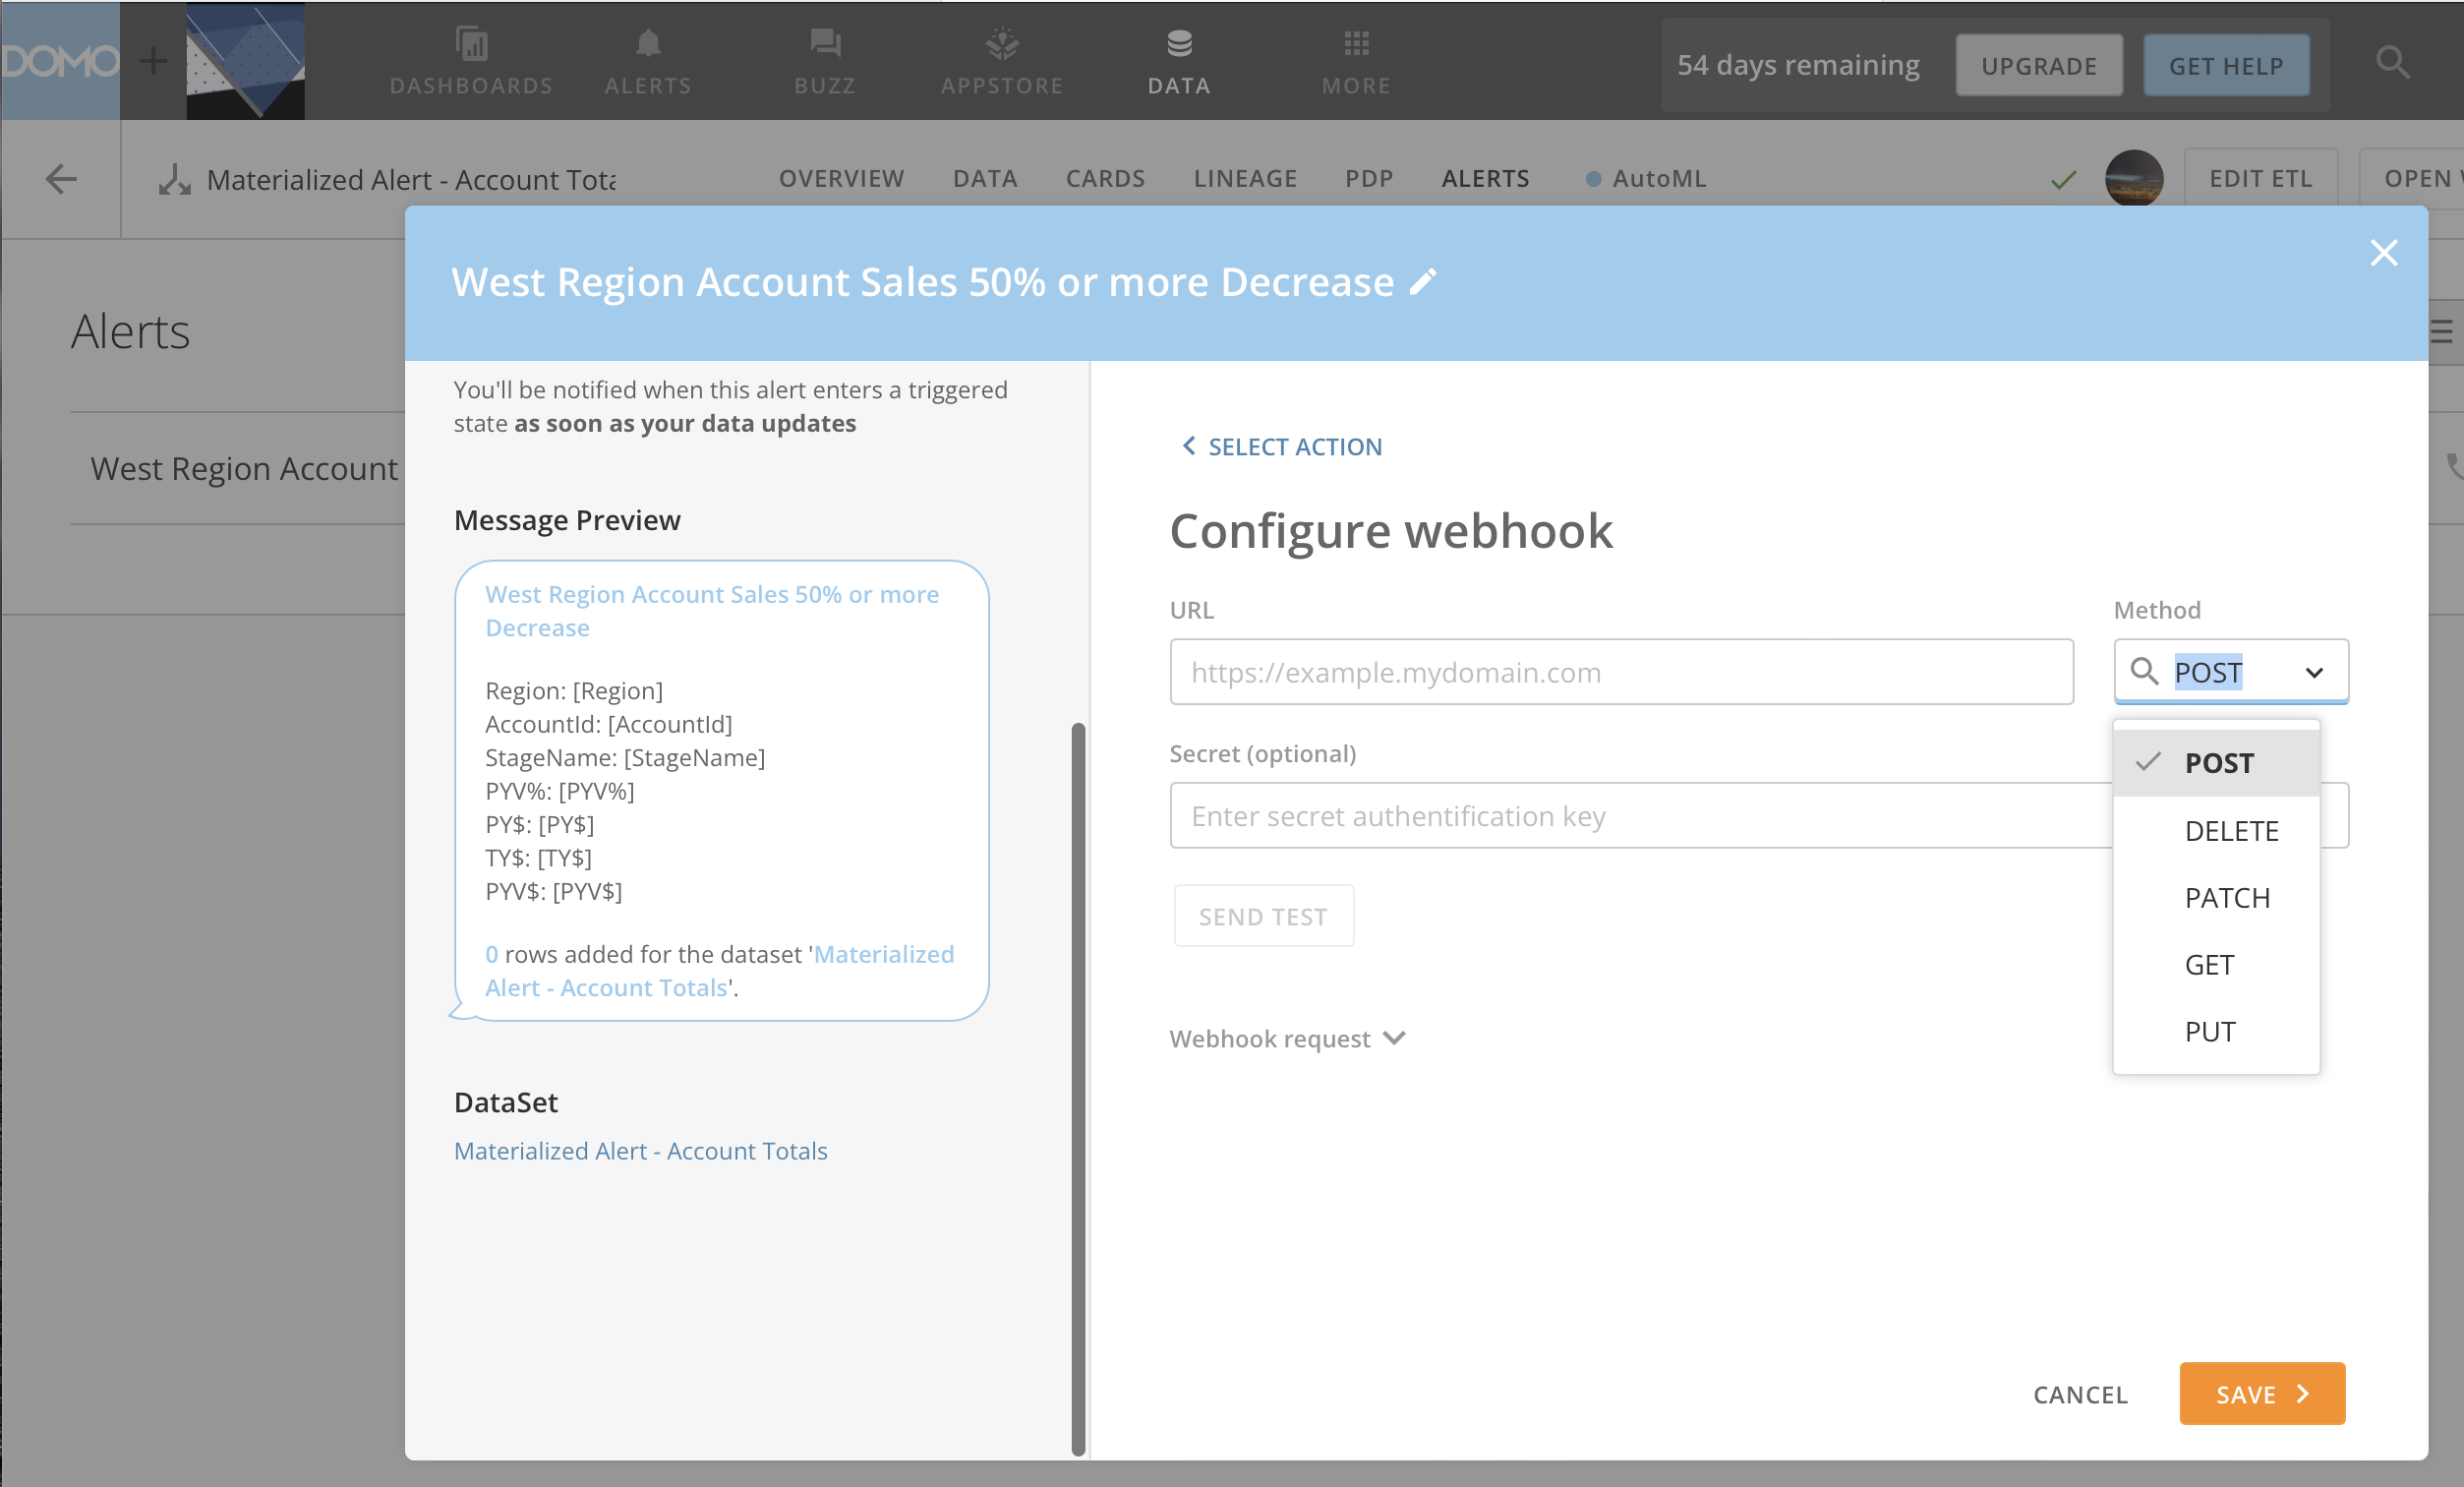 DOMO
DASHBOARDS
ALERTS
BUZZ
APPSTORE
DATA
MORE
54 days remaining
UPGRADE
GET HELP
Materialized Alert - Account
OVERVIEW
DATA
CARDS
LINEAGE
PDP
ALERTS
AutoML
EDIT ETL
OPEN
Alerts
West Region Account
West Region Account Sales 50% or more Decrease
You'll be notified when this alert enters a triggered
state as soon as your data updates
Message Preview
West Region Account Sales 50% or more
Decrease
Region: [Region]
AccountId: [AccountId]
StageName: [StageName]
PYV%: [PYV%]
PY$: [PY$]
TY$: [TY$]
PYV$: [PYV$]
0 rows added for the dataset 'Materialized
Alert - Account Totals'.
DataSet
Materialized Alert - Account Totals
SELECT ACTION
Configure webhook
URL
Method
https://example.mydomain.com
POST
Secret (optional)
Enter secret authentification key
POST
DELETE
PATCH
GET
PUT
SEND TEST
Webhook request
CANCEL
SAVE